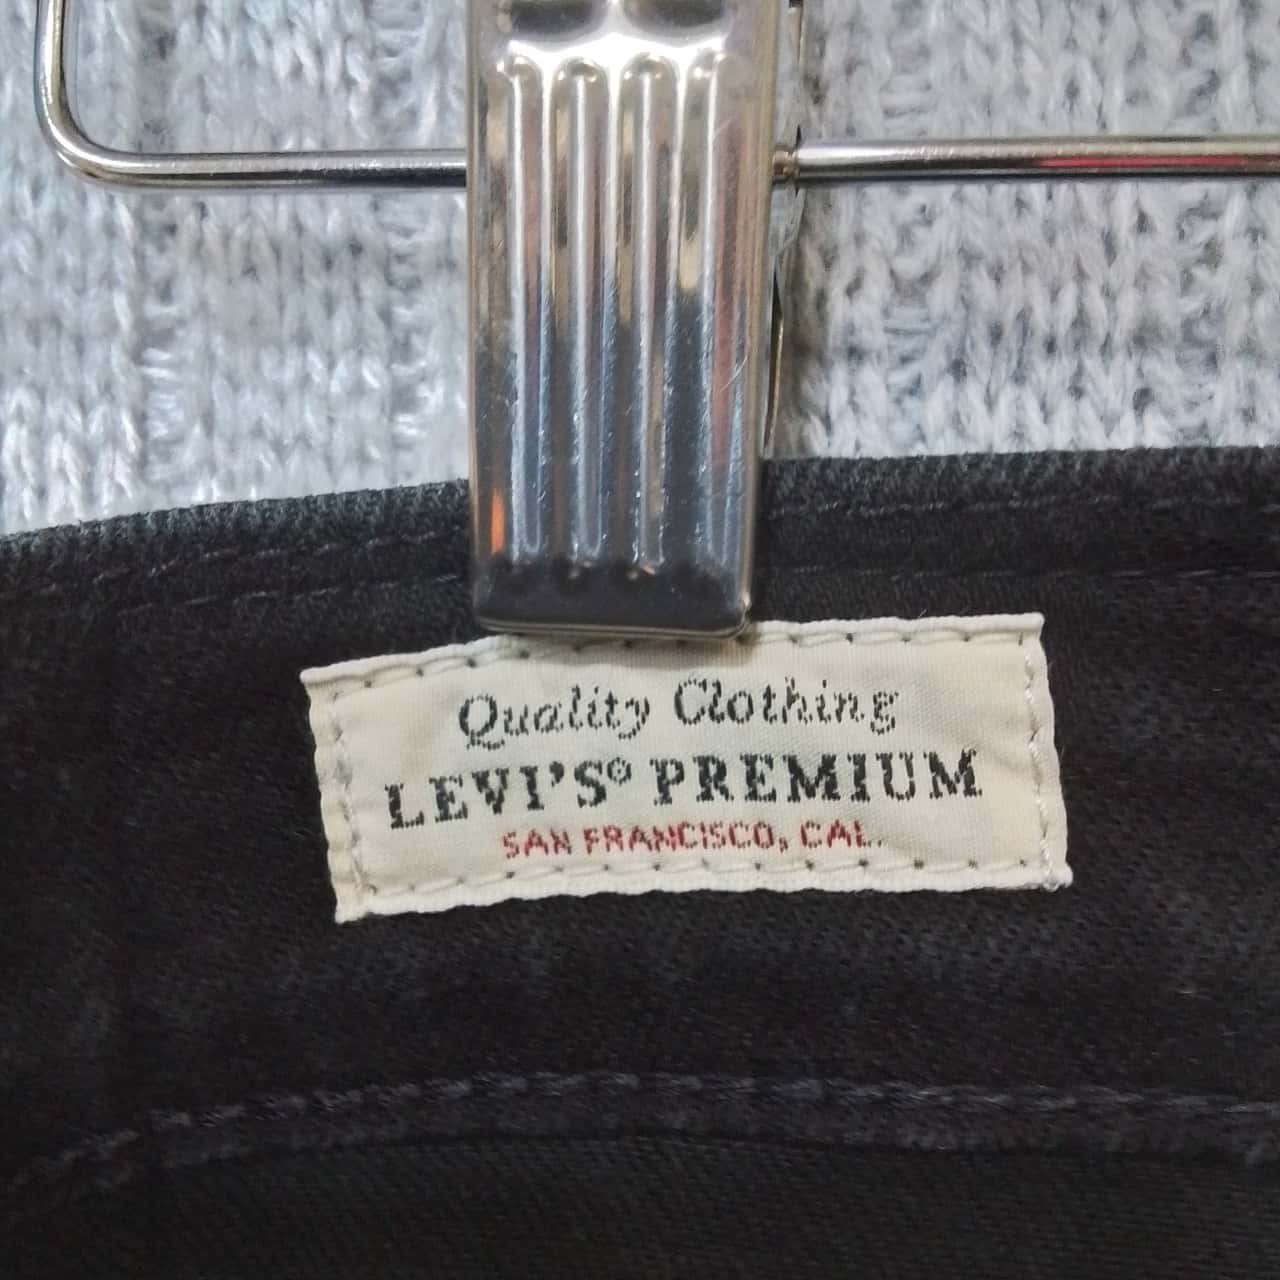 Quality Clothing
LEVI'S® PREMIUM
SAN FRANCISCO, CAL.